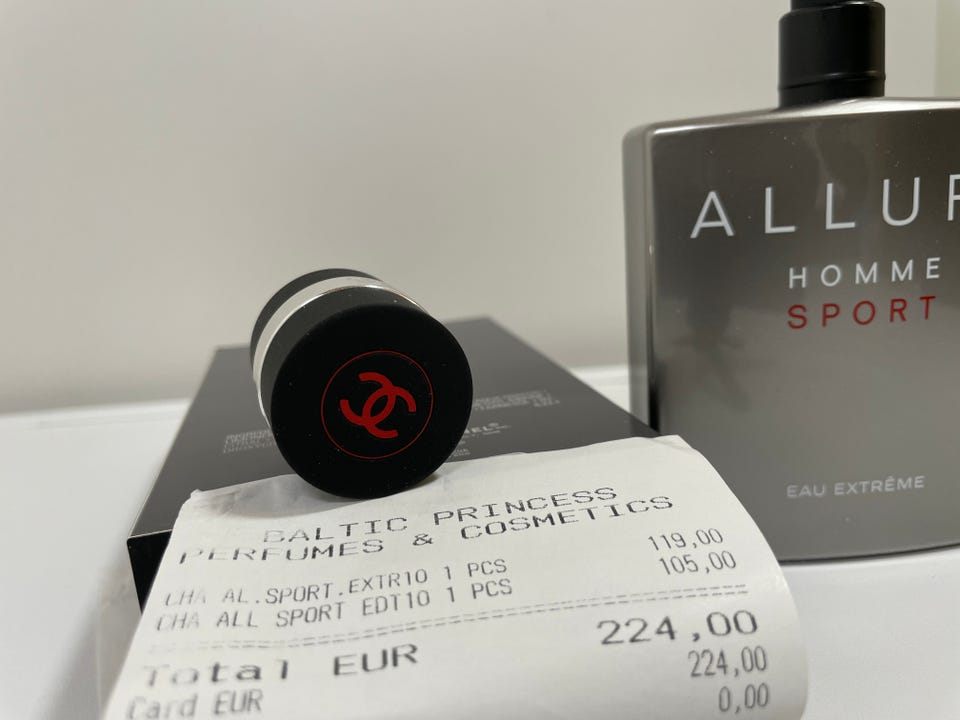 ALLUR
HOMME
SPORT
EAU EXTRÊME
BALTIC PRINCESS
PERFUMES & COSMETICS
CHA AL.SPORT.EXTR10 1 PCS 119,00
CHA ALL SPORT EDT10 1 PCS 105,00
Total EUR 224,00
Card EUR 224,00
0,00